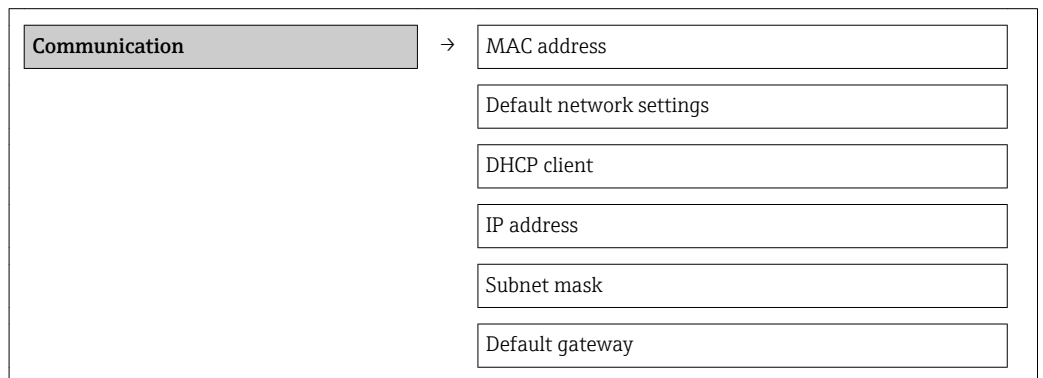 Communication → MAC address
Default network settings
DHCP client
IP address
Subnet mask
Default gateway